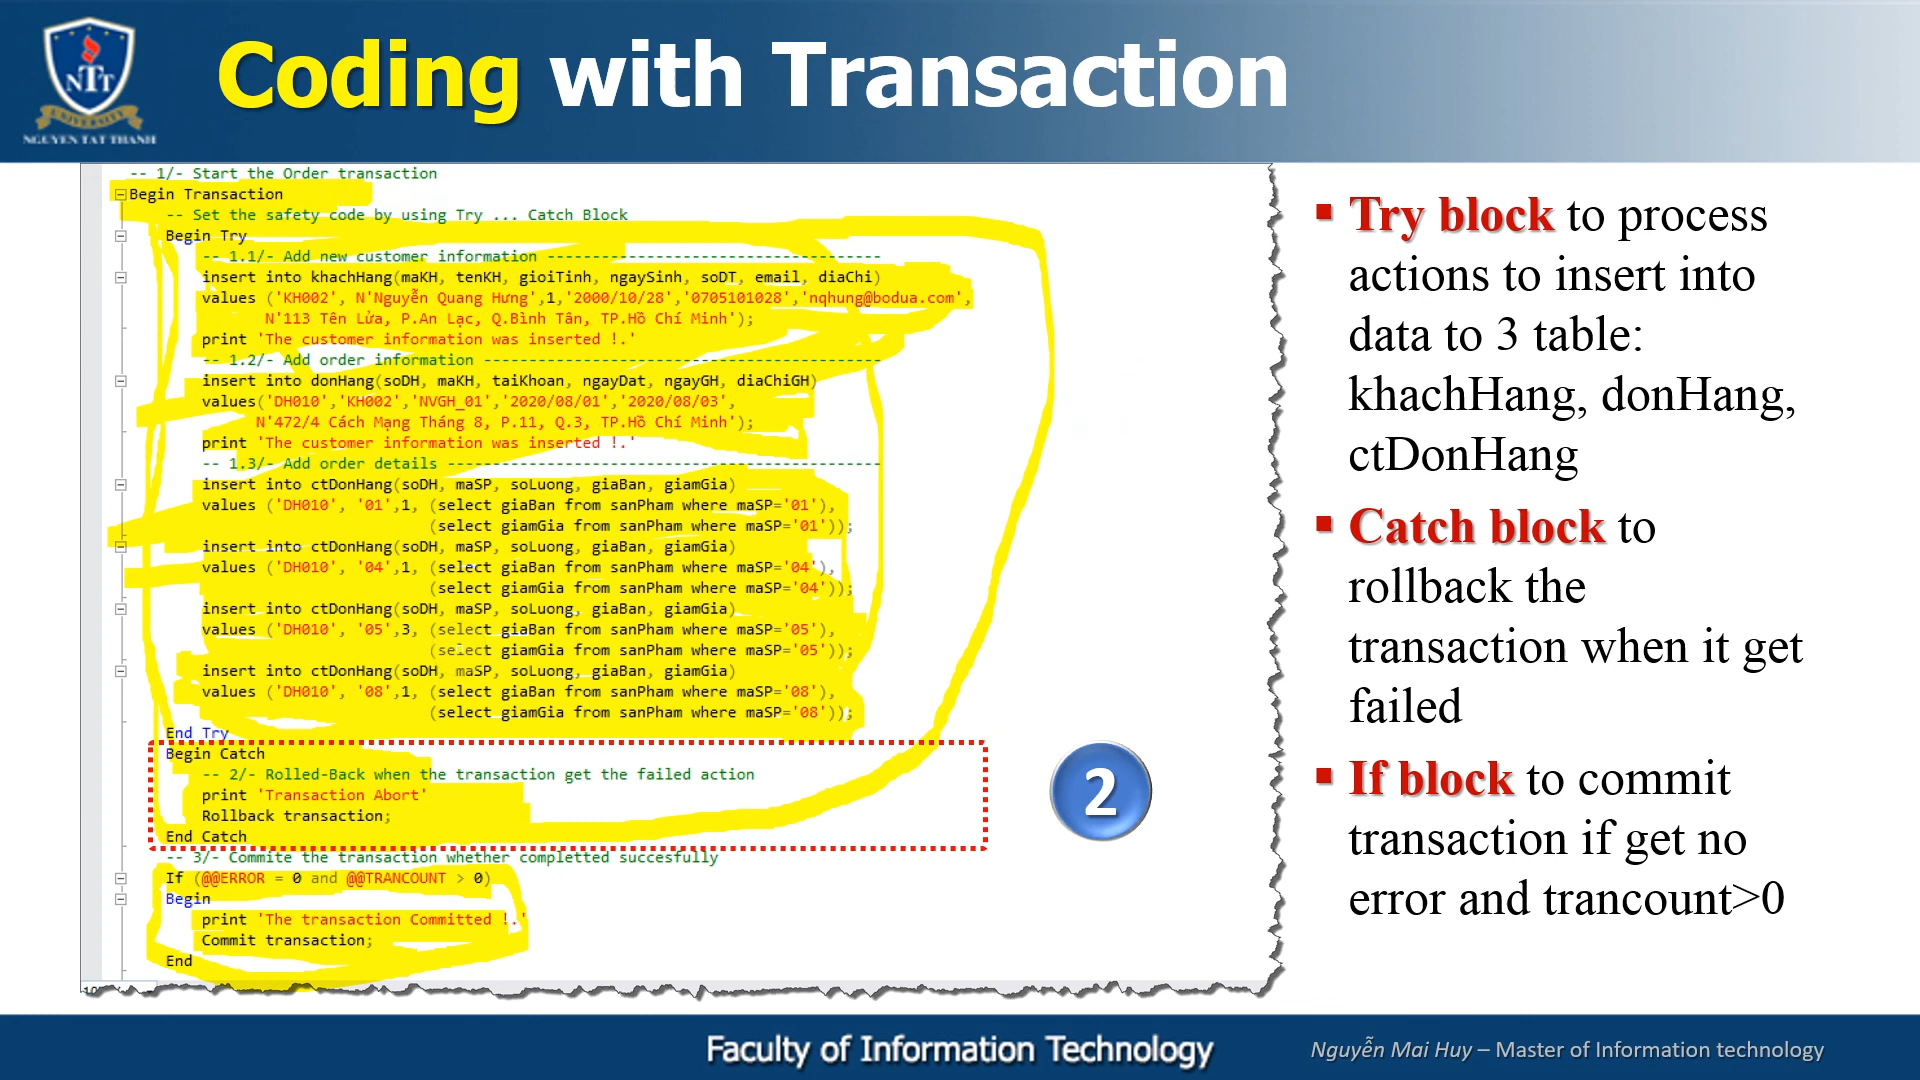 NTT
UNIVERSITY
NGUYEN TAT THANH
Coding with Transaction
-- 1/- Start the Order transaction
Begin Transaction
-- Set the safety code by using Try ... Catch Block
Begin Try
-- 1.1/- Add new customer information -------------------------------------
insert into khachHang(maKH, tenKH, gioiTinh, ngaySinh, soDT, email, diaChi)
values ('KH002', N'Nguyễn Quang Hưng',1,'2000/10/28','0705101028','nqhung@bodua.com',
N'113 Tên Lửa, P.An Lạc, Q.Bình Tân, TP.Hồ Chí Minh');
print 'The customer information was inserted !.'
-- 1.2/- Add order information --------------------------------------------
insert into donHang(soDH, maKH, taiKhoan, ngayDat, ngayGH, diaChiGH)
values('DH010','KH002','NVGH_01','2020/08/01','2020/08/03',
N'472/4 Cách Mạng Tháng 8, P.11, Q.3, TP.Hồ Chí Minh');
print 'The customer information was inserted !.'
-- 1.3/- Add order details ------------------------------------------------
insert into ctDonHang(soDH, maSP, soLuong, giaBan, giamGia)
values ('DH010', '01',1, (select giaBan from sanPham where maSP='01'),
(select giamGia from sanPham where maSP='01'));
insert into ctDonHang(soDH, maSP, soLuong, giaBan, giamGia)
values ('DH010', '04',1, (select giaBan from sanPham where maSP='04'),
(select giamGia from sanPham where maSP='04'));
insert into ctDonHang(soDH, maSP, soLuong, giaBan, giamGia)
values ('DH010', '05',3, (select giaBan from sanPham where maSP='05'),
(select giamGia from sanPham where maSP='05'));
insert into ctDonHang(soDH, maSP, soLuong, giaBan, giamGia)
values ('DH010', '08',1, (select giaBan from sanPham where maSP='08'),
(select giamGia from sanPham where maSP='08'));
End Try
Begin Catch
-- 2/- Rolled-Back when the transaction get the failed action
print 'Transaction Abort'
Rollback transaction;
End Catch
-- 3/- Commite the transaction whether completted succesfully
If (@@ERROR = 0 and @@TRANCOUNT > 0)
Begin
print 'The transaction Committed !.'
Commit transaction;
End
2
▪ Try block to process
actions to insert into
data to 3 table:
khachHang, donHang,
ctDonHang
▪ Catch block to
rollback the
transaction when it get
failed
▪ If block to commit
transaction if get no
error and trancount>0
Faculty of Information Technology
Nguyễn Mai Huy – Master of Information technology